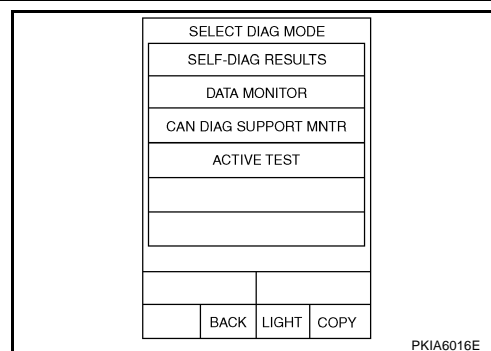 SELECT DIAG MODE
SELF-DIAG RESULTS
DATA MONITOR
CAN DIAG SUPPORT MNTR
ACTIVE TEST
BACK LIGHT COPY
PKIA6016E